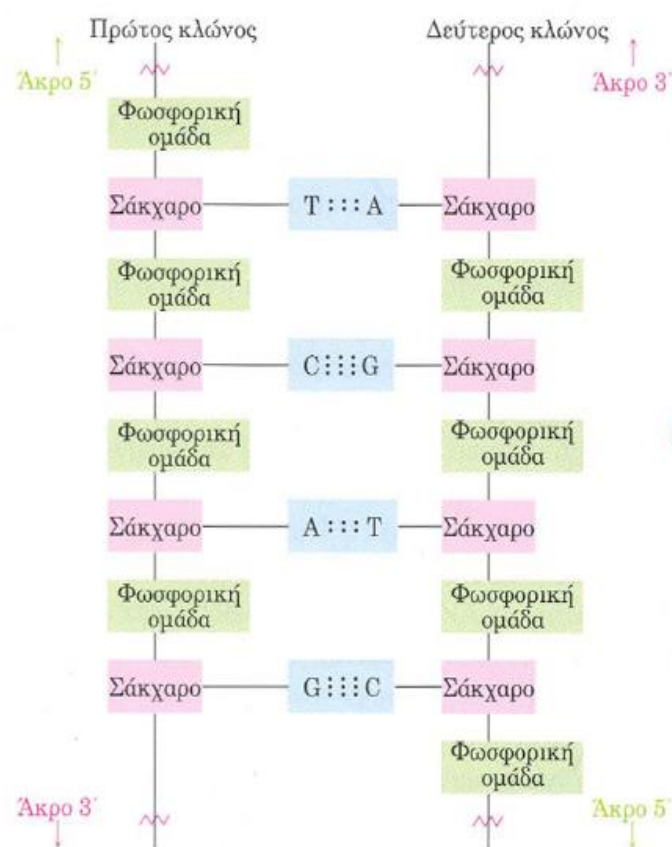 Πρώτος κλώνος
Δεύτερος κλώνος
Άκρο 5΄
Άκρο 3΄
Φωσφορική
ομάδα
Σάκχαρο
T A
Σάκχαρο
Φωσφορική
ομάδα
Φωσφορική
ομάδα
Σάκχαρο
C G
Σάκχαρο
Φωσφορική
ομάδα
Φωσφορική
ομάδα
Σάκχαρο
A T
Σάκχαρο
Φωσφορική
ομάδα
Φωσφορική
ομάδα
Σάκχαρο
G C
Σάκχαρο
Φωσφορική
ομάδα
Άκρο 3΄
Άκρο 5΄